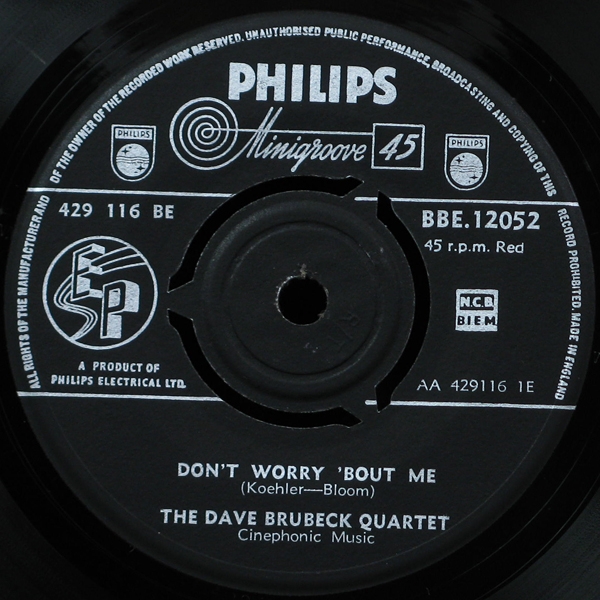 ALL RIGHTS OF THE MANUFACTURER AND OF THE OWNER OF THE RECORDED WORK RESERVED. UNAUTHORISED PUBLIC PERFORMANCE, BROADCASTING AND COPYING OF THIS RECORD PROHIBITED. MADE IN ENGLAND
PHILIPS
Minigroove 45
PHILIPS
PHILIPS
429 116 BE
BBE.12052
45 r.p.m. Red
EP
N.C.B.
BIEM
A PRODUCT OF
PHILIPS ELECTRICAL LTD.
AA 429116 1E
DON'T WORRY 'BOUT ME
(Koehler—Bloom)
THE DAVE BRUBECK QUARTET
Cinephonic Music